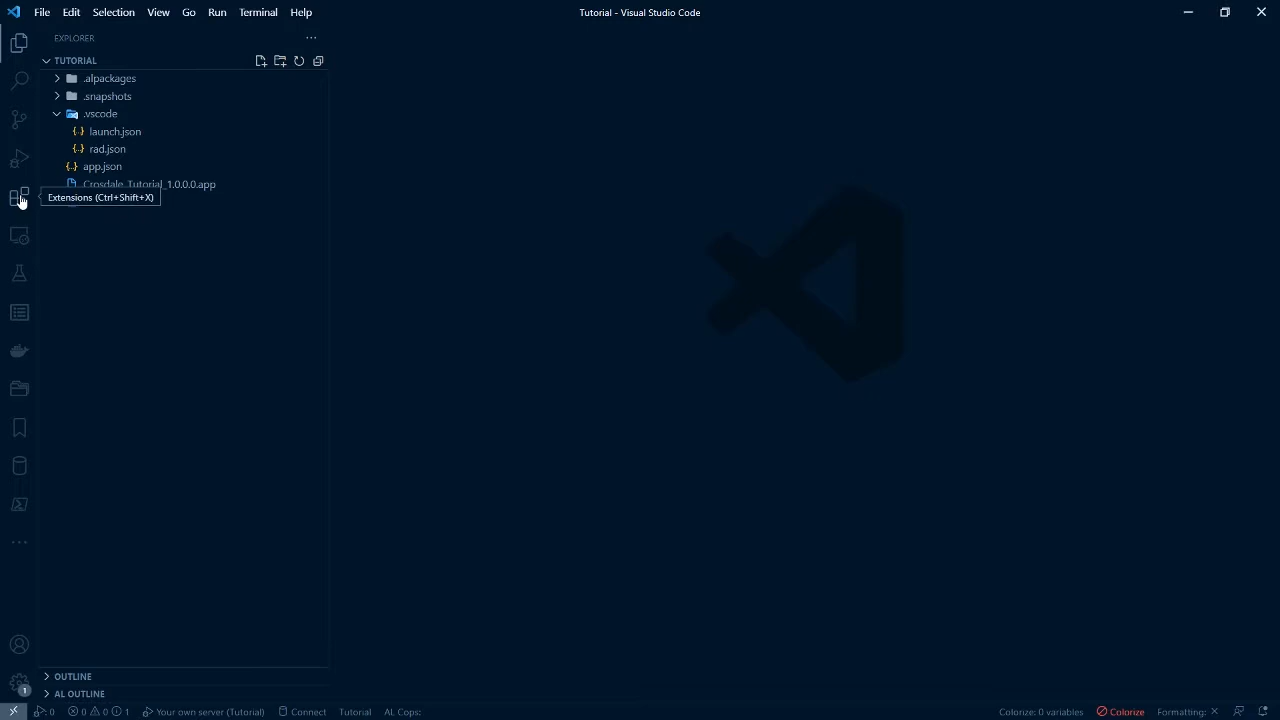 File Edit Selection View Go Run Terminal Help
Tutorial - Visual Studio Code
EXPLORER
TUTORIAL
.alpackages
.snapshots
.vscode
launch.json
rad.json
app.json
Crosdale_Tutorial_1.0.0.0.app
Extensions (Ctrl+Shift+X)
OUTLINE
AL OUTLINE
1
0 0 0 1 Your own server (Tutorial) Connect Tutorial AL Cops: Colorize: 0 variables Colorize Formatting: ✕